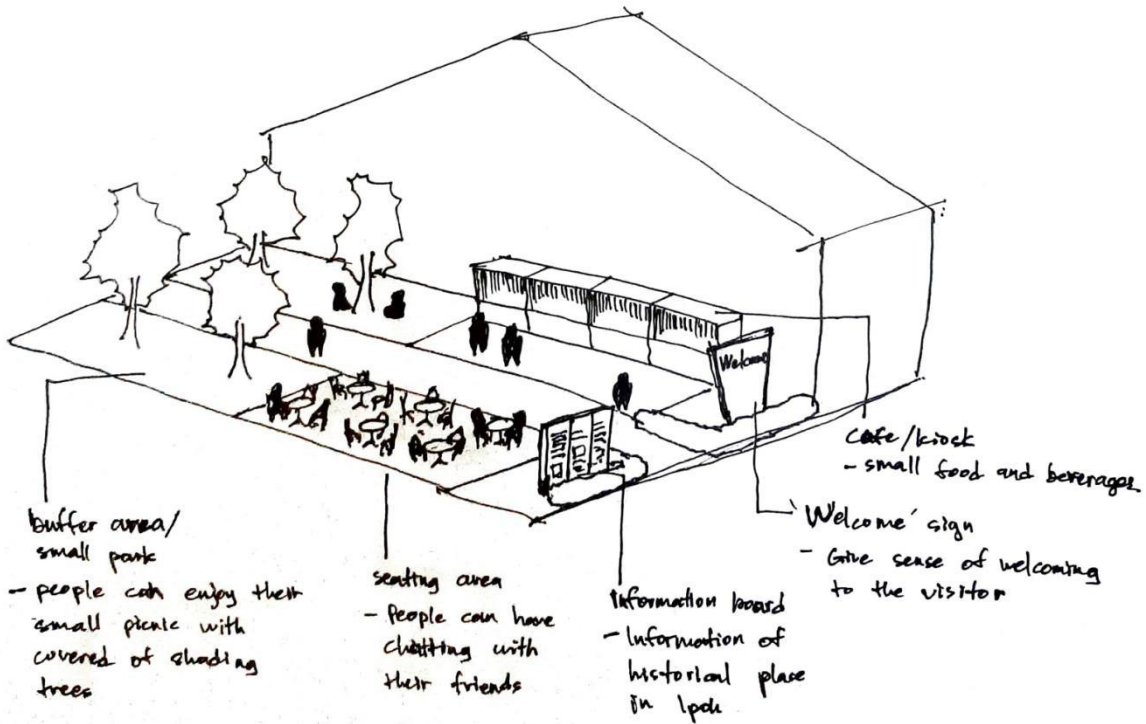 Welcome
cafe/kiosk
- small food and beverages
'Welcome' sign
- Give sense of welcoming
to the visitor
buffer area/
small park
- people can enjoy their
small picnic with
covered of shading
trees
seating area
- People can have
chitting with
their friends
Information board
- Information of
historical place
in Ipoh